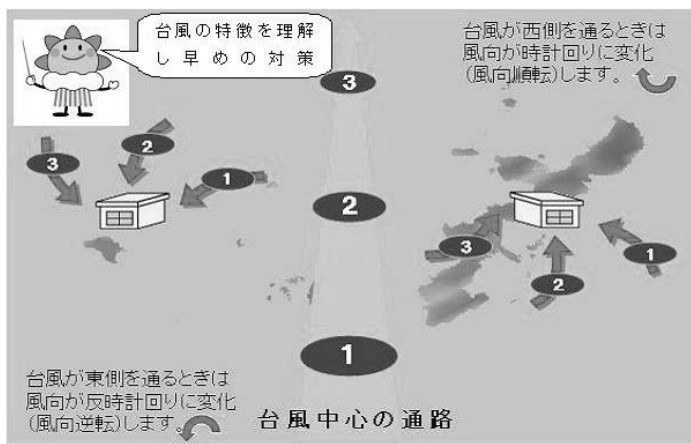 台風の特徴を理解
し早めの対策
台風が西側を通るときは
風向が時計回りに変化
(風向順転)します。
3
2
1
3
2
1
3
2
1
台風が東側を通るときは
風向が反時計回りに変化
(風向逆転)します。
台風中心の通路